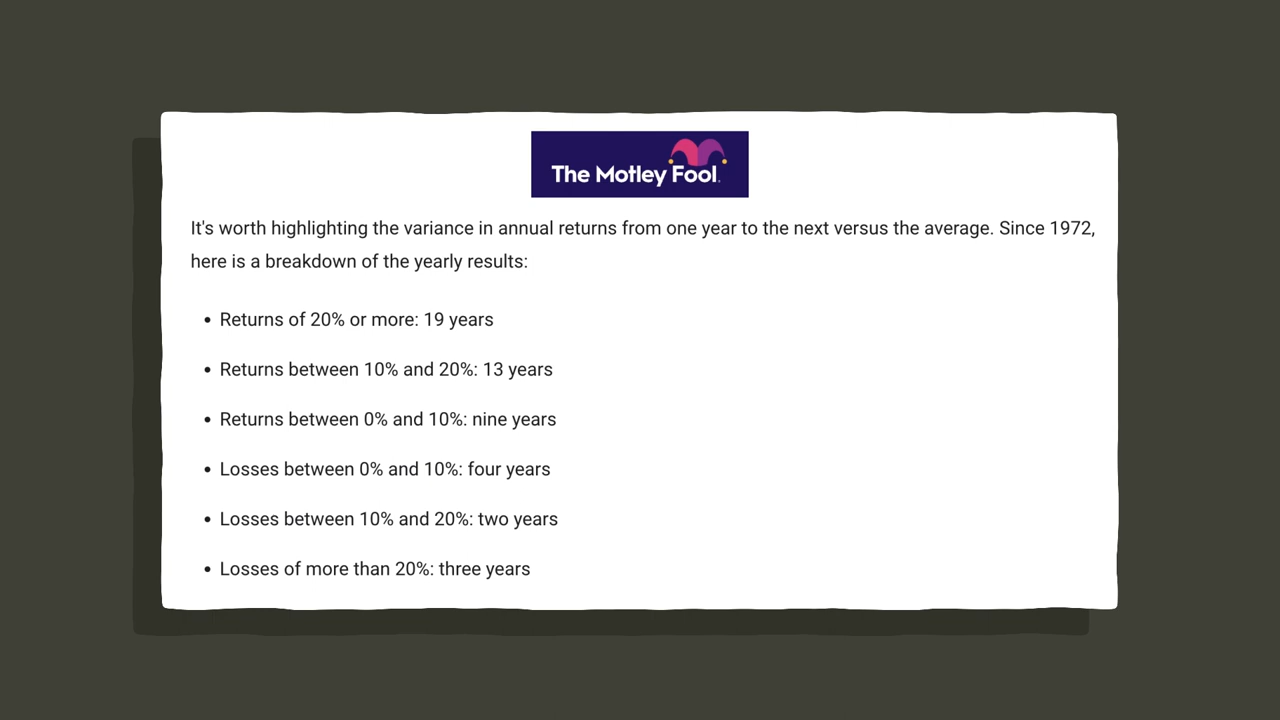 The Motley Fool.
It's worth highlighting the variance in annual returns from one year to the next versus the average. Since 1972,
here is a breakdown of the yearly results:
• Returns of 20% or more: 19 years
• Returns between 10% and 20%: 13 years
• Returns between 0% and 10%: nine years
• Losses between 0% and 10%: four years
• Losses between 10% and 20%: two years
• Losses of more than 20%: three years